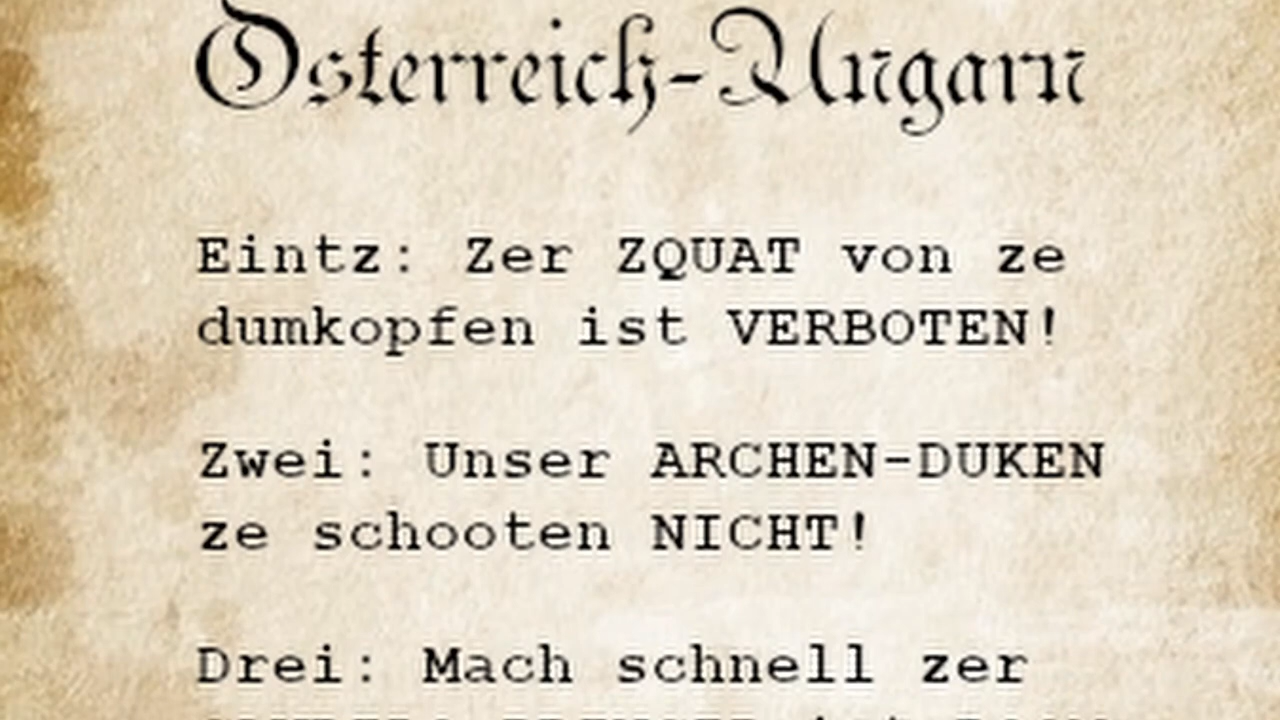 Österreich-Ungarn
Eintz: Zer ZQUAT von ze
dumkopfen ist VERBOTEN!
Zwei: Unser ARCHEN-DUKEN
ze schooten NICHT!
Drei: Mach schnell zer